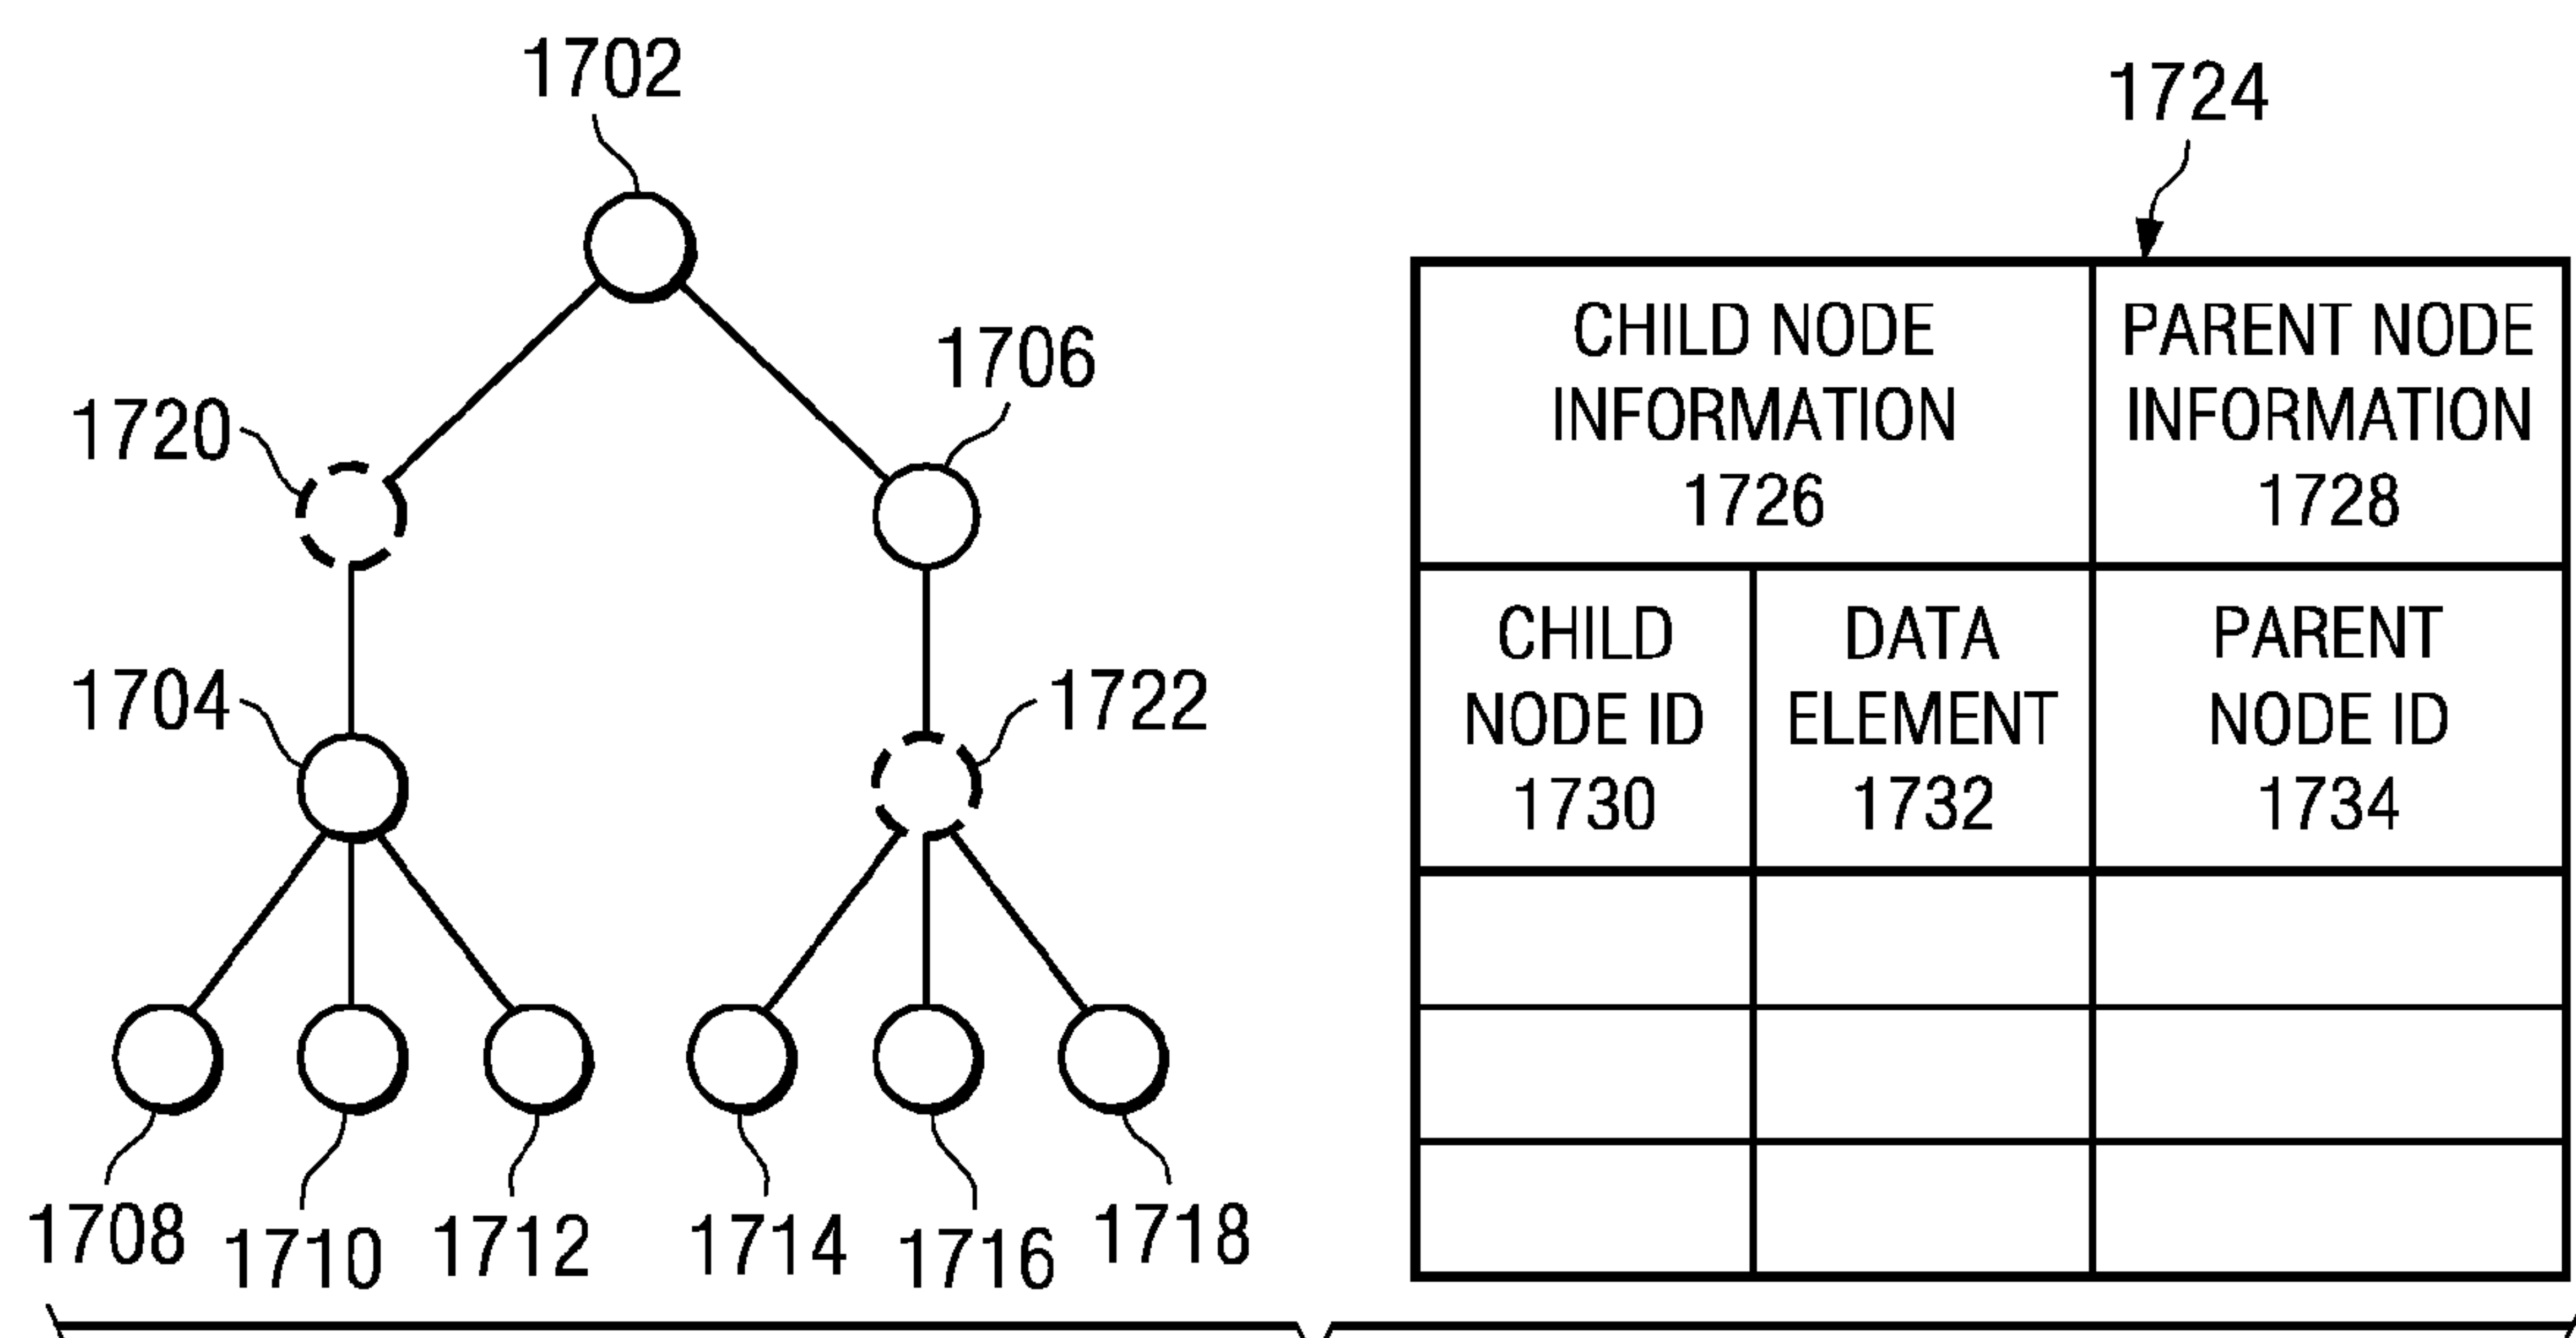 1702
1724
1706
1720
1704
1722
1708
1710
1712
1714
1716
1718
CHILD NODE
INFORMATION
1726
PARENT NODE
INFORMATION
1728
CHILD
NODE ID
1730
DATA
ELEMENT
1732
PARENT
NODE ID
1734